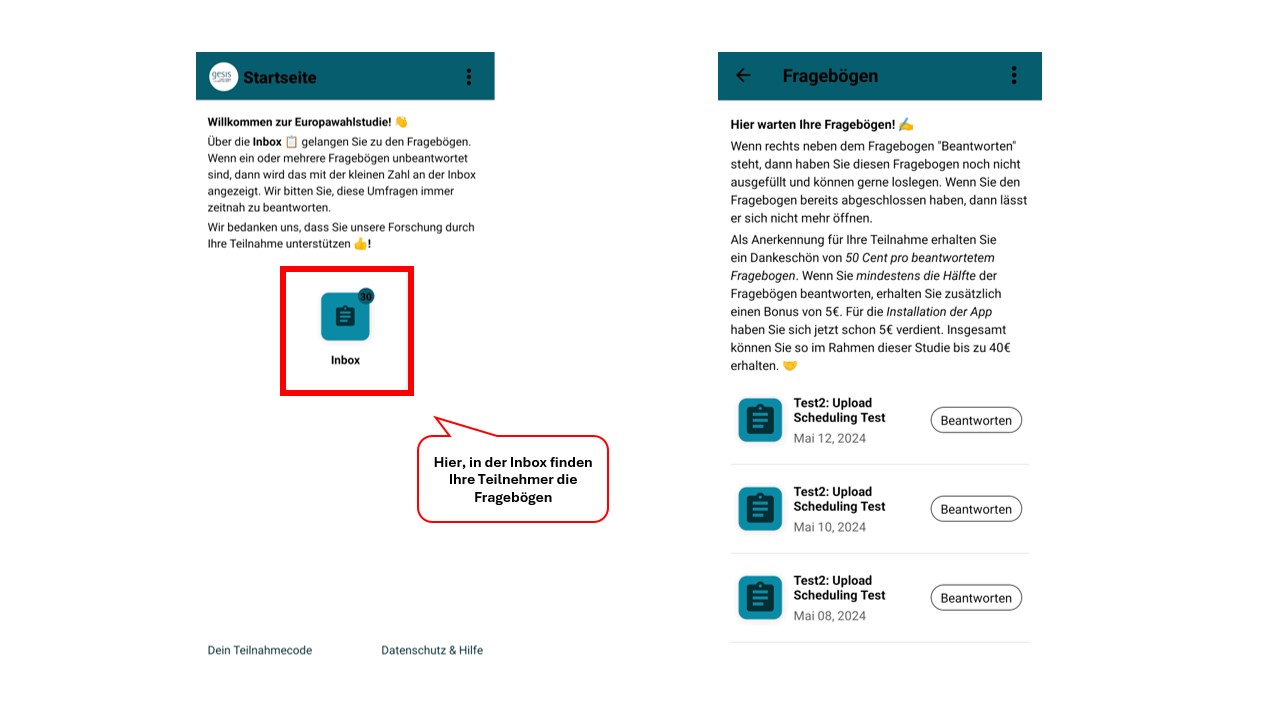 gesis
Startseite
Willkommen zur Europawahlstudie! 👋
Über die Inbox 📋 gelangen Sie zu den Fragebögen.
Wenn ein oder mehrere Fragebögen unbeantwortet
sind, dann wird das mit der kleinen Zahl an der Inbox
angezeigt. Wir bitten Sie, diese Umfragen immer
zeitnah zu beantworten.
Wir bedanken uns, dass Sie unsere Forschung durch
Ihre Teilnahme unterstützen 👍!
30
Inbox
Hier, in der Inbox finden
Ihre Teilnehmer die
Fragebögen
Dein Teilnahmecode
Datenschutz & Hilfe
Fragebögen
Hier warten Ihre Fragebögen! ✍️
Wenn rechts neben dem Fragebogen "Beantworten"
steht, dann haben Sie diesen Fragebogen noch nicht
ausgefüllt und können gerne loslegen. Wenn Sie den
Fragebogen bereits abgeschlossen haben, dann lässt
er sich nicht mehr öffnen.
Als Anerkennung für Ihre Teilnahme erhalten Sie
ein Dankeschön von 50 Cent pro beantwortetem
Fragebogen. Wenn Sie mindestens die Hälfte der
Fragebögen beantworten, erhalten Sie zusätzlich
einen Bonus von 5€. Für die Installation der App
haben Sie sich jetzt schon 5€ verdient. Insgesamt
können Sie so im Rahmen dieser Studie bis zu 40€
erhalten. 🤝
Test2: Upload
Scheduling Test
Mai 12, 2024
Beantworten
Test2: Upload
Scheduling Test
Mai 10, 2024
Beantworten
Test2: Upload
Scheduling Test
Mai 08, 2024
Beantworten